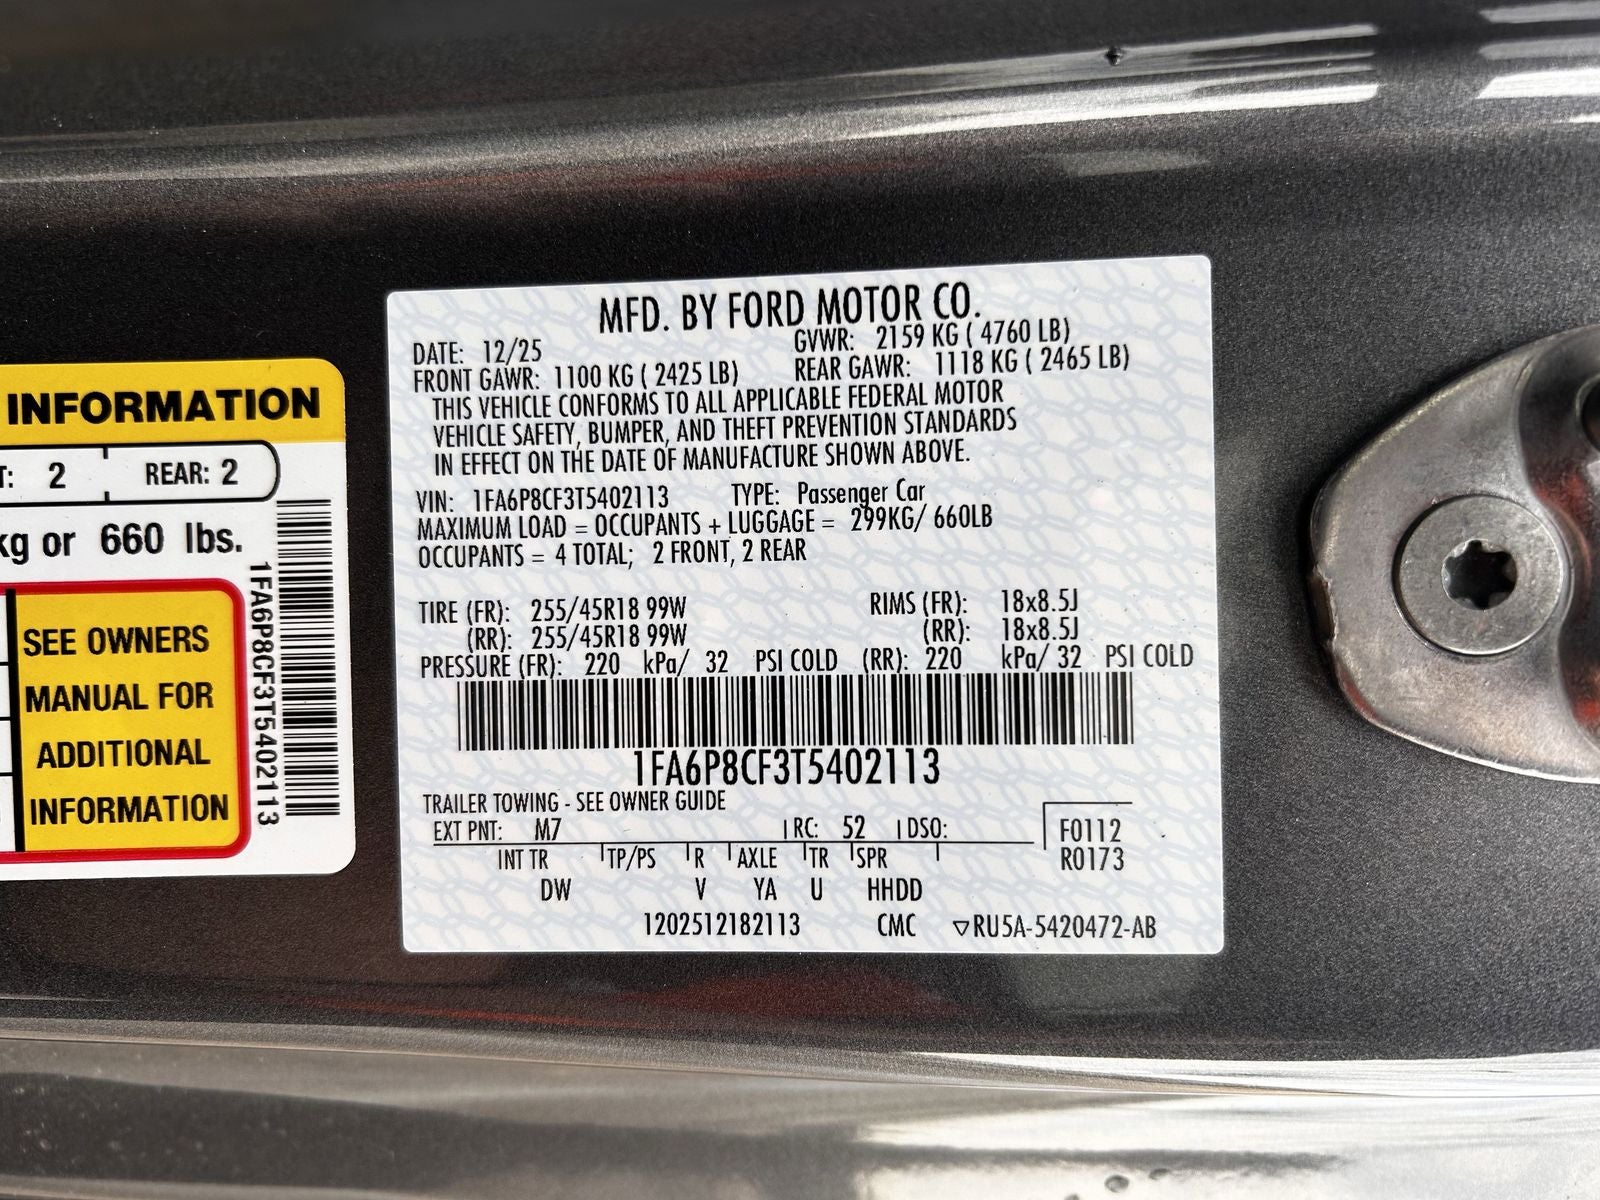 INFORMATION
T: 2 REAR: 2
kg or 660 lbs.
SEE OWNERS
MANUAL FOR
ADDITIONAL
INFORMATION
1FA6P8CF3T5402113
MFD. BY FORD MOTOR CO.
DATE: 12/25 GVWR: 2159 KG ( 4760 LB)
FRONT GAWR: 1100 KG ( 2425 LB) REAR GAWR: 1118 KG ( 2465 LB)
THIS VEHICLE CONFORMS TO ALL APPLICABLE FEDERAL MOTOR
VEHICLE SAFETY, BUMPER, AND THEFT PREVENTION STANDARDS
IN EFFECT ON THE DATE OF MANUFACTURE SHOWN ABOVE.
VIN: 1FA6P8CF3T5402113 TYPE: Passenger Car
MAXIMUM LOAD = OCCUPANTS + LUGGAGE = 299KG/ 660LB
OCCUPANTS = 4 TOTAL; 2 FRONT, 2 REAR
TIRE (FR): 255/45R18 99W RIMS (FR): 18x8.5J
(RR): 255/45R18 99W (RR): 18x8.5J
PRESSURE (FR): 220 kPa/ 32 PSI COLD (RR): 220 kPa/ 32 PSI COLD
1FA6P8CF3T5402113
TRAILER TOWING - SEE OWNER GUIDE
EXT PNT: M7 RC: 52 DSO: F0112
INT TR TP/PS R AXLE TR SPR R0173
DW V YA U HHDD
1202512182113 CMC ▽RU5A-5420472-AB